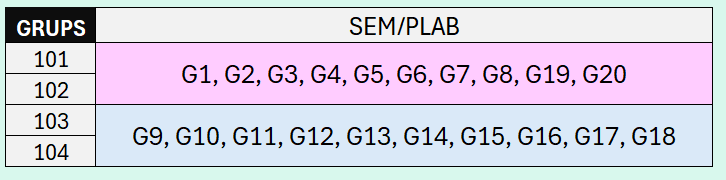 GRUPS SEM/PLAB
101
102
G1, G2, G3, G4, G5, G6, G7, G8, G19, G20
103
104
G9, G10, G11, G12, G13, G14, G15, G16, G17, G18